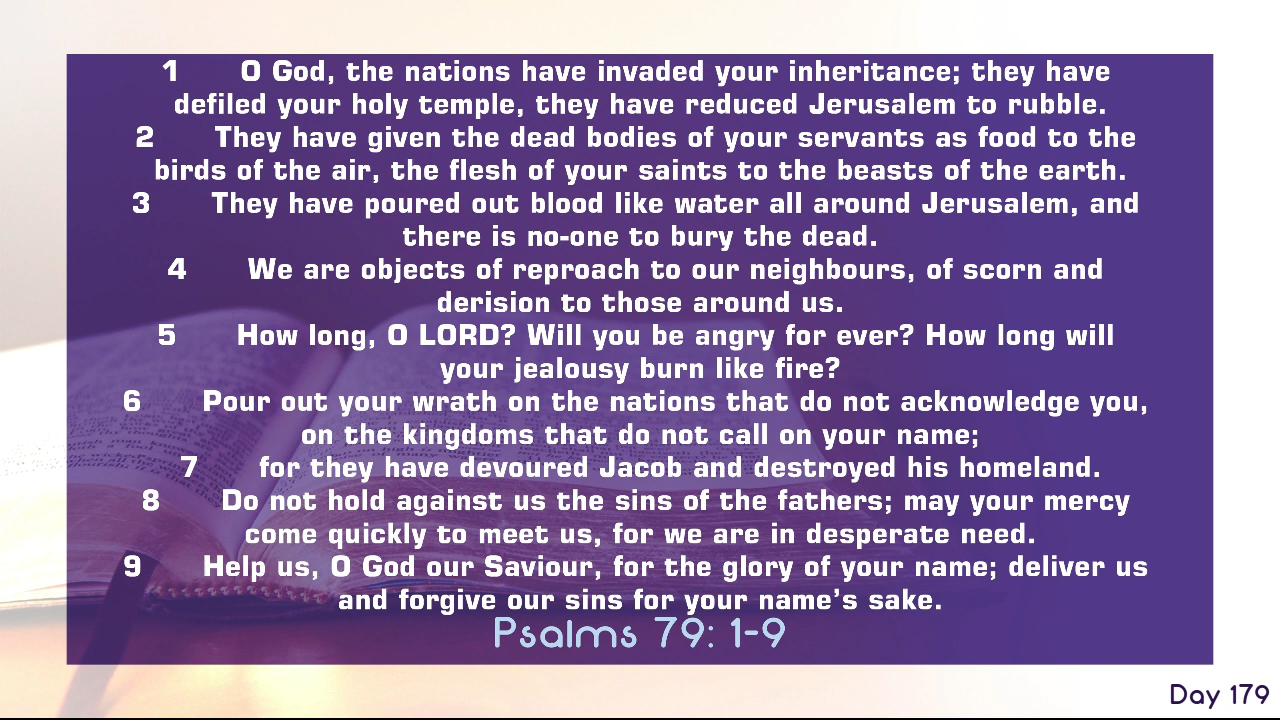 1 O God, the nations have invaded your inheritance; they have
defiled your holy temple, they have reduced Jerusalem to rubble.
2 They have given the dead bodies of your servants as food to the
birds of the air, the flesh of your saints to the beasts of the earth.
3 They have poured out blood like water all around Jerusalem, and
there is no-one to bury the dead.
4 We are objects of reproach to our neighbours, of scorn and
derision to those around us.
5 How long, O LORD? Will you be angry for ever? How long will
your jealousy burn like fire?
6 Pour out your wrath on the nations that do not acknowledge you,
on the kingdoms that do not call on your name;
7 for they have devoured Jacob and destroyed his homeland.
8 Do not hold against us the sins of the fathers; may your mercy
come quickly to meet us, for we are in desperate need.
9 Help us, O God our Saviour, for the glory of your name; deliver us
and forgive our sins for your name’s sake.
Psalms 79: 1-9
Day 179